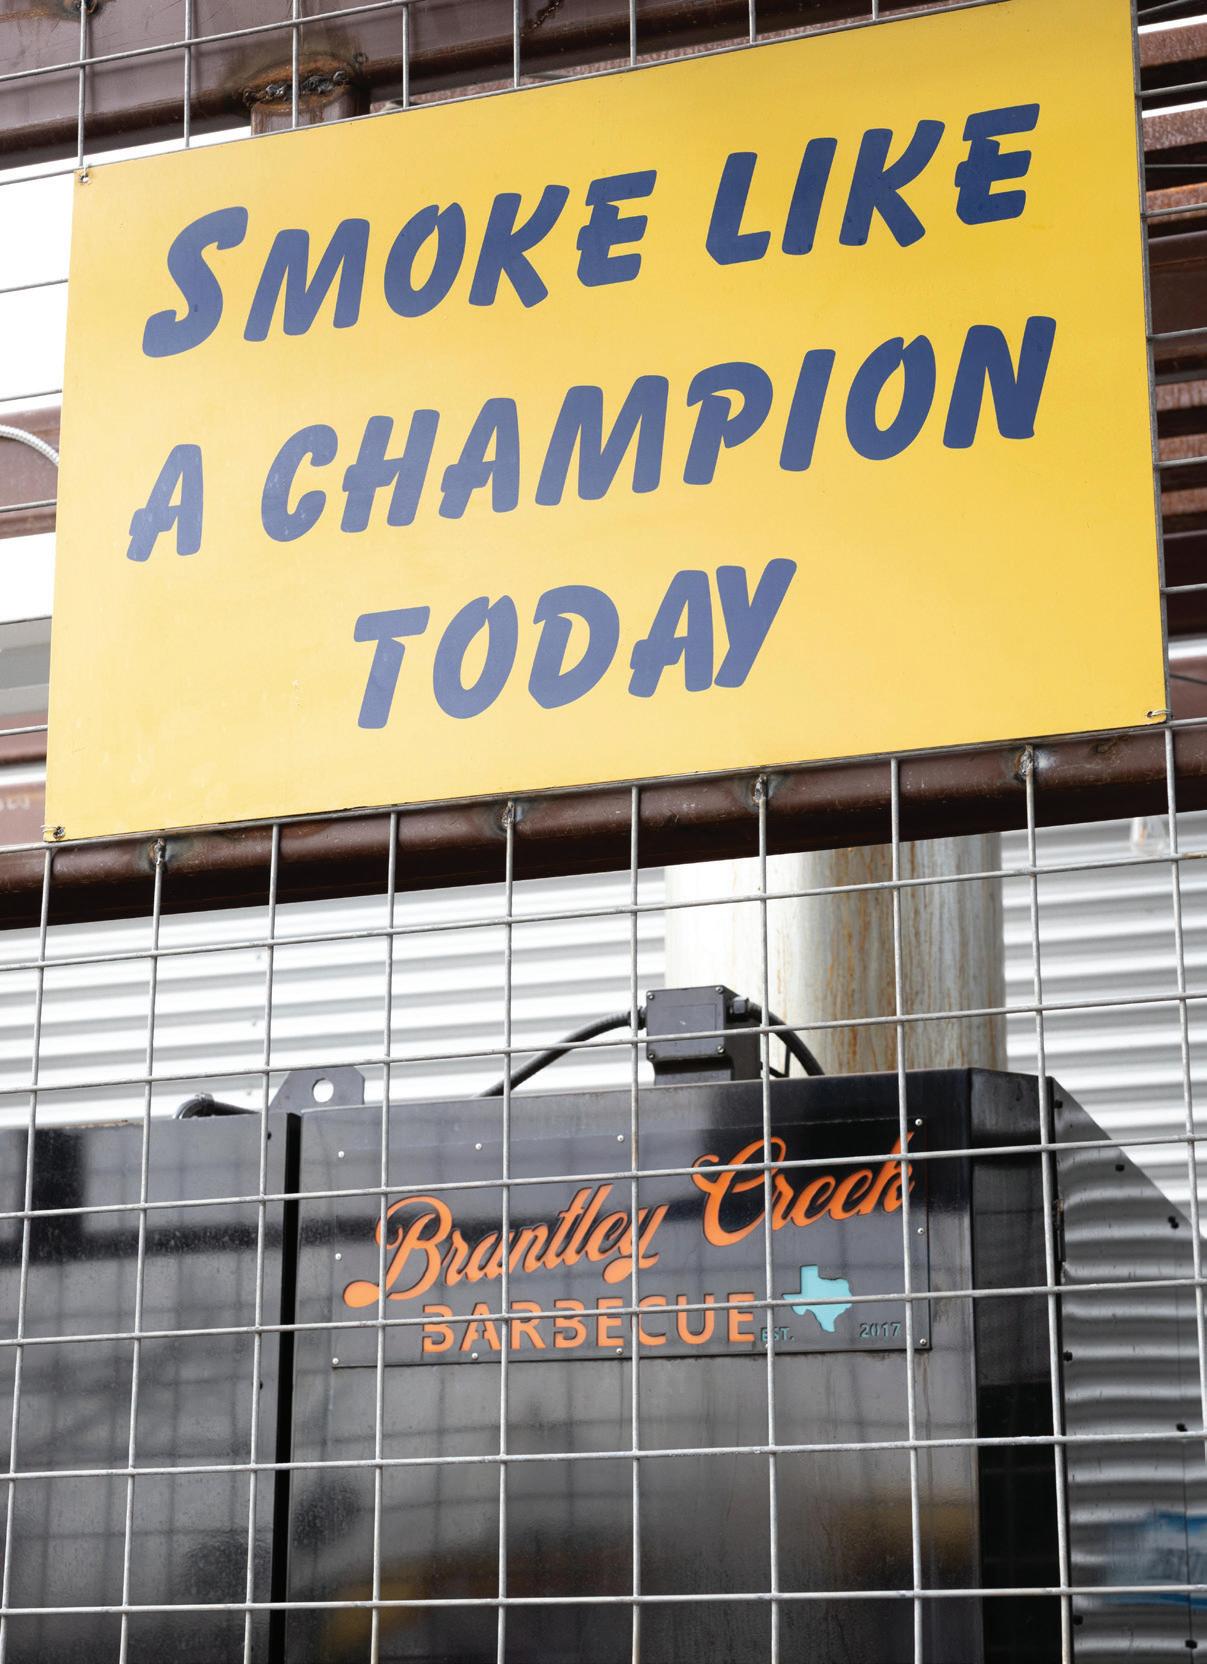 SMOKE LIKE
A CHAMPION
TODAY
Brantley Creek
BARBECUE
EST. 2017